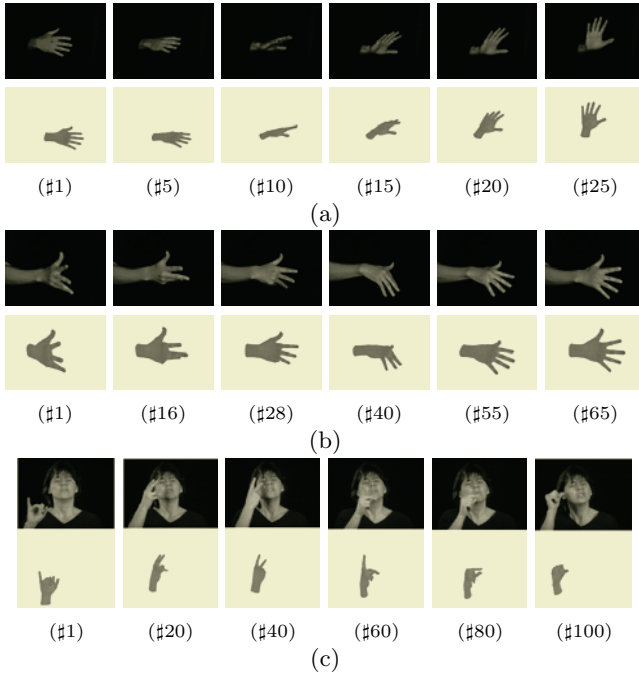 (♯1) (♯5) (♯10) (♯15) (♯20) (♯25)
(a)
(♯1) (♯16) (♯28) (♯40) (♯55) (♯65)
(b)
(♯1) (♯20) (♯40) (♯60) (♯80) (♯100)
(c)